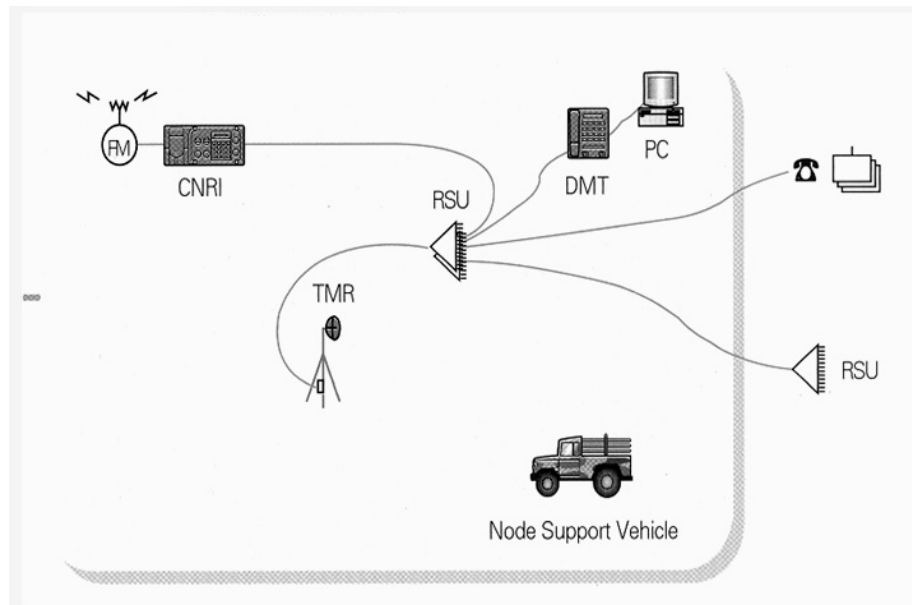 FM
CNRI
RSU
DMT
PC
TMR
RSU
Node Support Vehicle